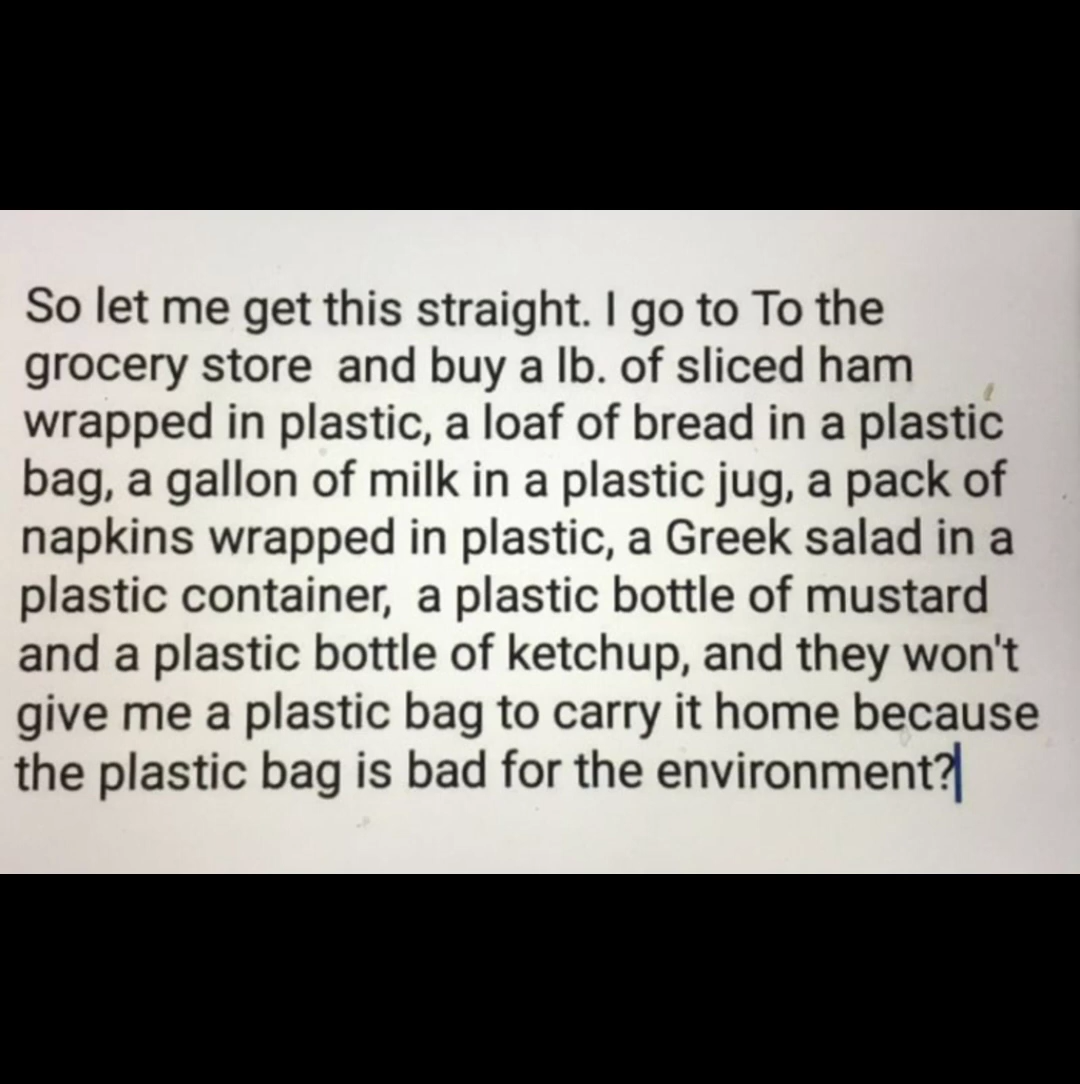 So let me get this straight. I go to To the
grocery store  and buy a lb. of sliced ham
wrapped in plastic, a loaf of bread in a plastic
bag, a gallon of milk in a plastic jug, a pack of
napkins wrapped in plastic, a Greek salad in a
plastic container,  a plastic bottle of mustard
and a plastic bottle of ketchup, and they won't
give me a plastic bag to carry it home because
the plastic bag is bad for the environment?